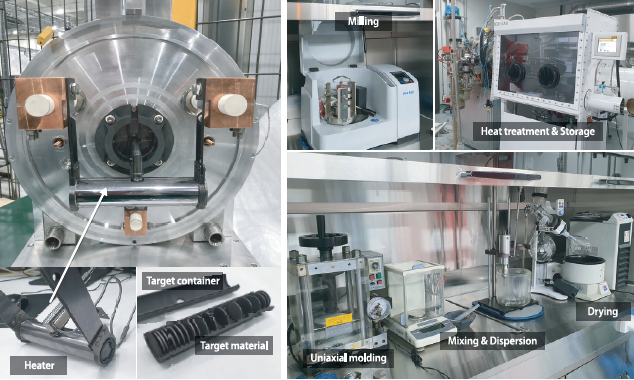 Milling
Heat treatment & Storage
Target container
Target material
Heater
Uniaxial molding
Mixing & Dispersion
Drying